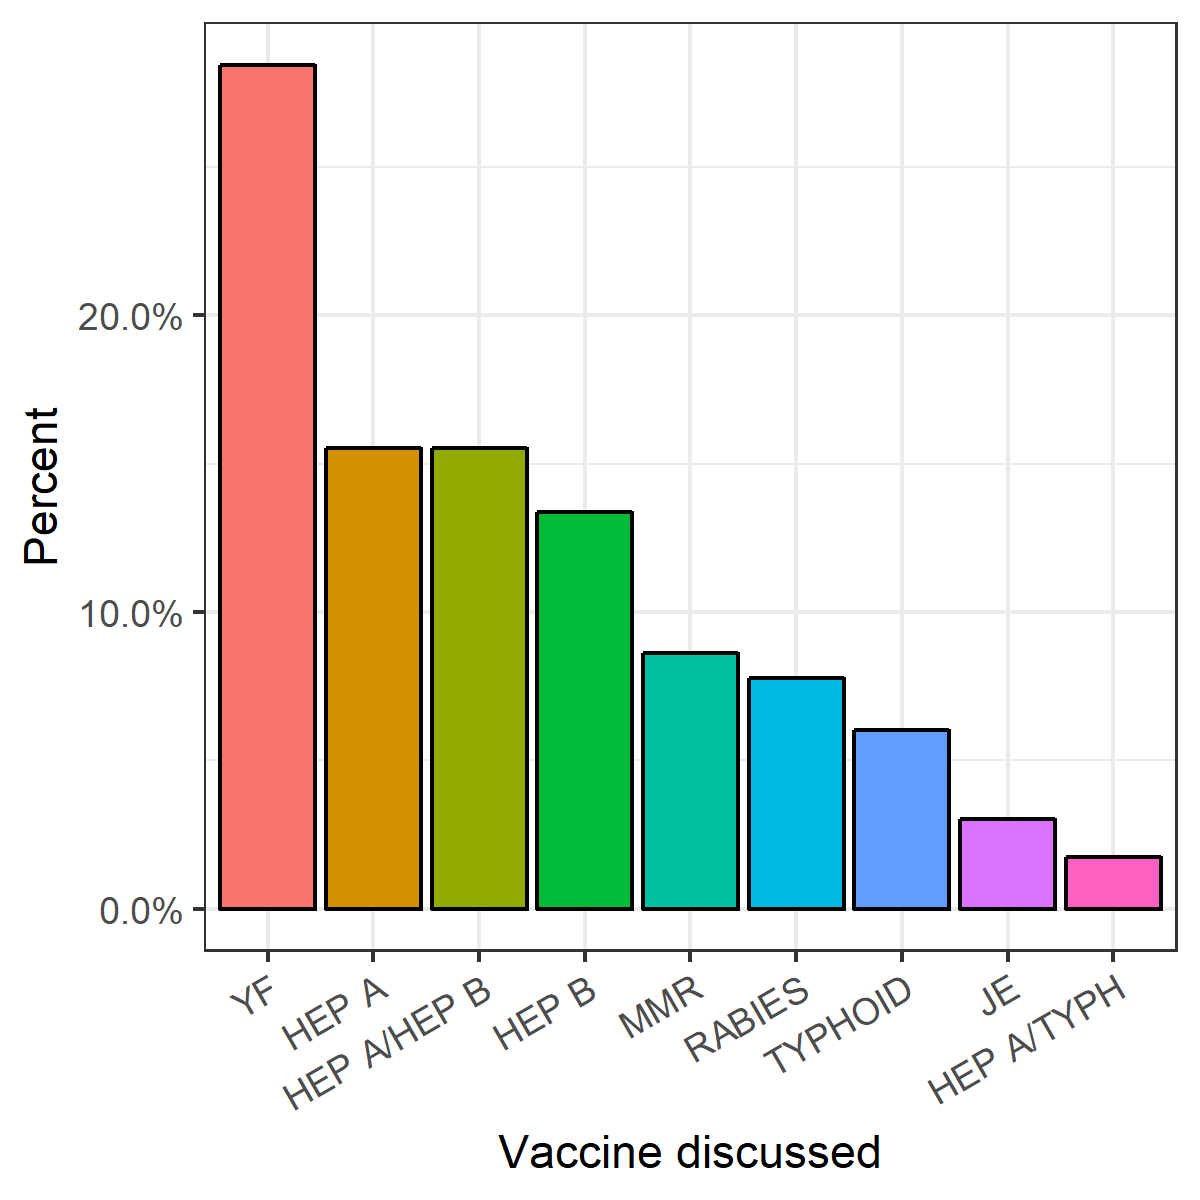 Percent
20.0%
10.0%
0.0%
YF
HEP A
HEP A/HEP B
HEP B
MMR
RABIES
TYPHOID
JE
HEP A/TYPH
Vaccine discussed